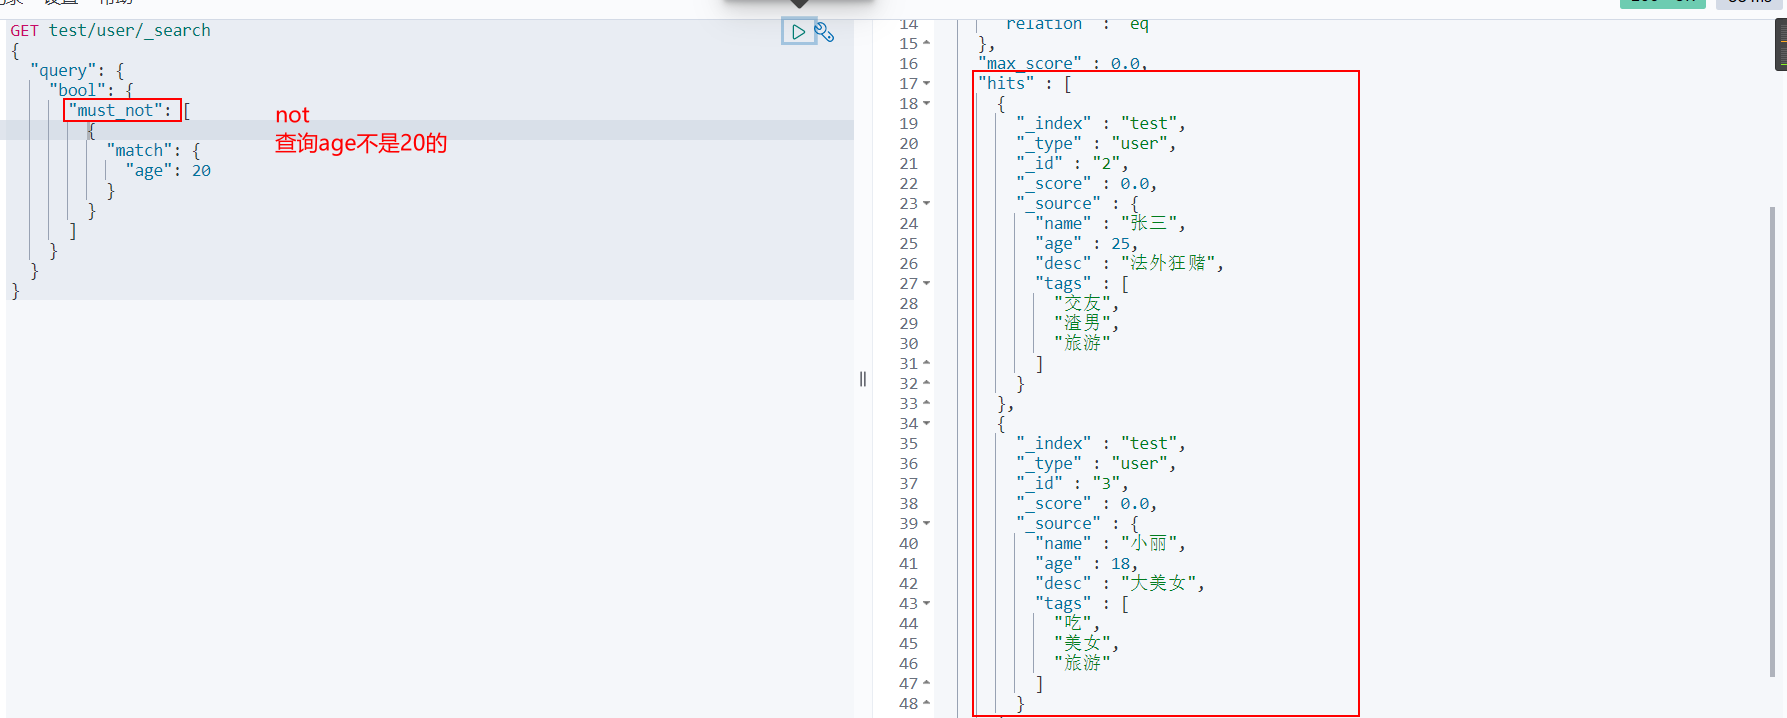 设置 帮助
GET test/user/_search
{
"query": {
"bool": {
"must_not": [
{
"match": {
"age": 20
}
}
]
}
}
}
not
查询age不是20的
14 relation : eq
15 },
16 "max_score" : 0.0,
17 "hits" : [
18 {
19 "_index" : "test",
20 "_type" : "user",
21 "_id" : "2",
22 "_score" : 0.0,
23 "_source" : {
24 "name" : "张三",
25 "age" : 25,
26 "desc" : "法外狂赌",
27 "tags" : [
28 "交友",
29 "渣男",
30 "旅游"
31 ]
32 }
33 },
34 {
35 "_index" : "test",
36 "_type" : "user",
37 "_id" : "3",
38 "_score" : 0.0,
39 "_source" : {
40 "name" : "小丽",
41 "age" : 18,
42 "desc" : "大美女",
43 "tags" : [
44 "吃",
45 "美女",
46 "旅游"
47 ]
48 }